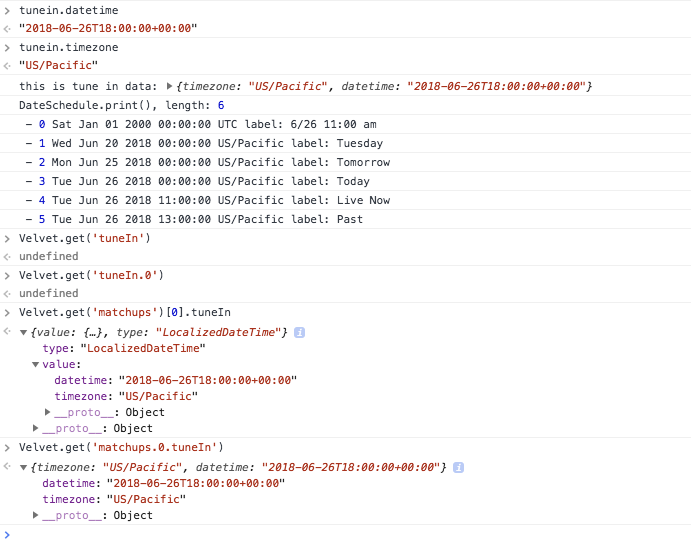 tunein.datetime
"2018-06-26T18:00:00+00:00"
tunein.timezone
"US/Pacific"
this is tune in data: {timezone: "US/Pacific", datetime: "2018-06-26T18:00:00+00:00"}
DateSchedule.print(), length: 6
- 0 Sat Jan 01 2000 00:00:00 UTC label: 6/26 11:00 am
- 1 Wed Jun 20 2018 00:00:00 US/Pacific label: Tuesday
- 2 Mon Jun 25 2018 00:00:00 US/Pacific label: Tomorrow
- 3 Tue Jun 26 2018 00:00:00 US/Pacific label: Today
- 4 Tue Jun 26 2018 11:00:00 US/Pacific label: Live Now
- 5 Tue Jun 26 2018 13:00:00 US/Pacific label: Past
Velvet.get('tuneIn')
undefined
Velvet.get('tuneIn.0')
undefined
Velvet.get('matchups')[0].tuneIn
{value: {…}, type: "LocalizedDateTime"} i
type: "LocalizedDateTime"
value:
datetime: "2018-06-26T18:00:00+00:00"
timezone: "US/Pacific"
__proto__: Object
__proto__: Object
Velvet.get('matchups.0.tuneIn')
{timezone: "US/Pacific", datetime: "2018-06-26T18:00:00+00:00"} i
datetime: "2018-06-26T18:00:00+00:00"
timezone: "US/Pacific"
__proto__: Object